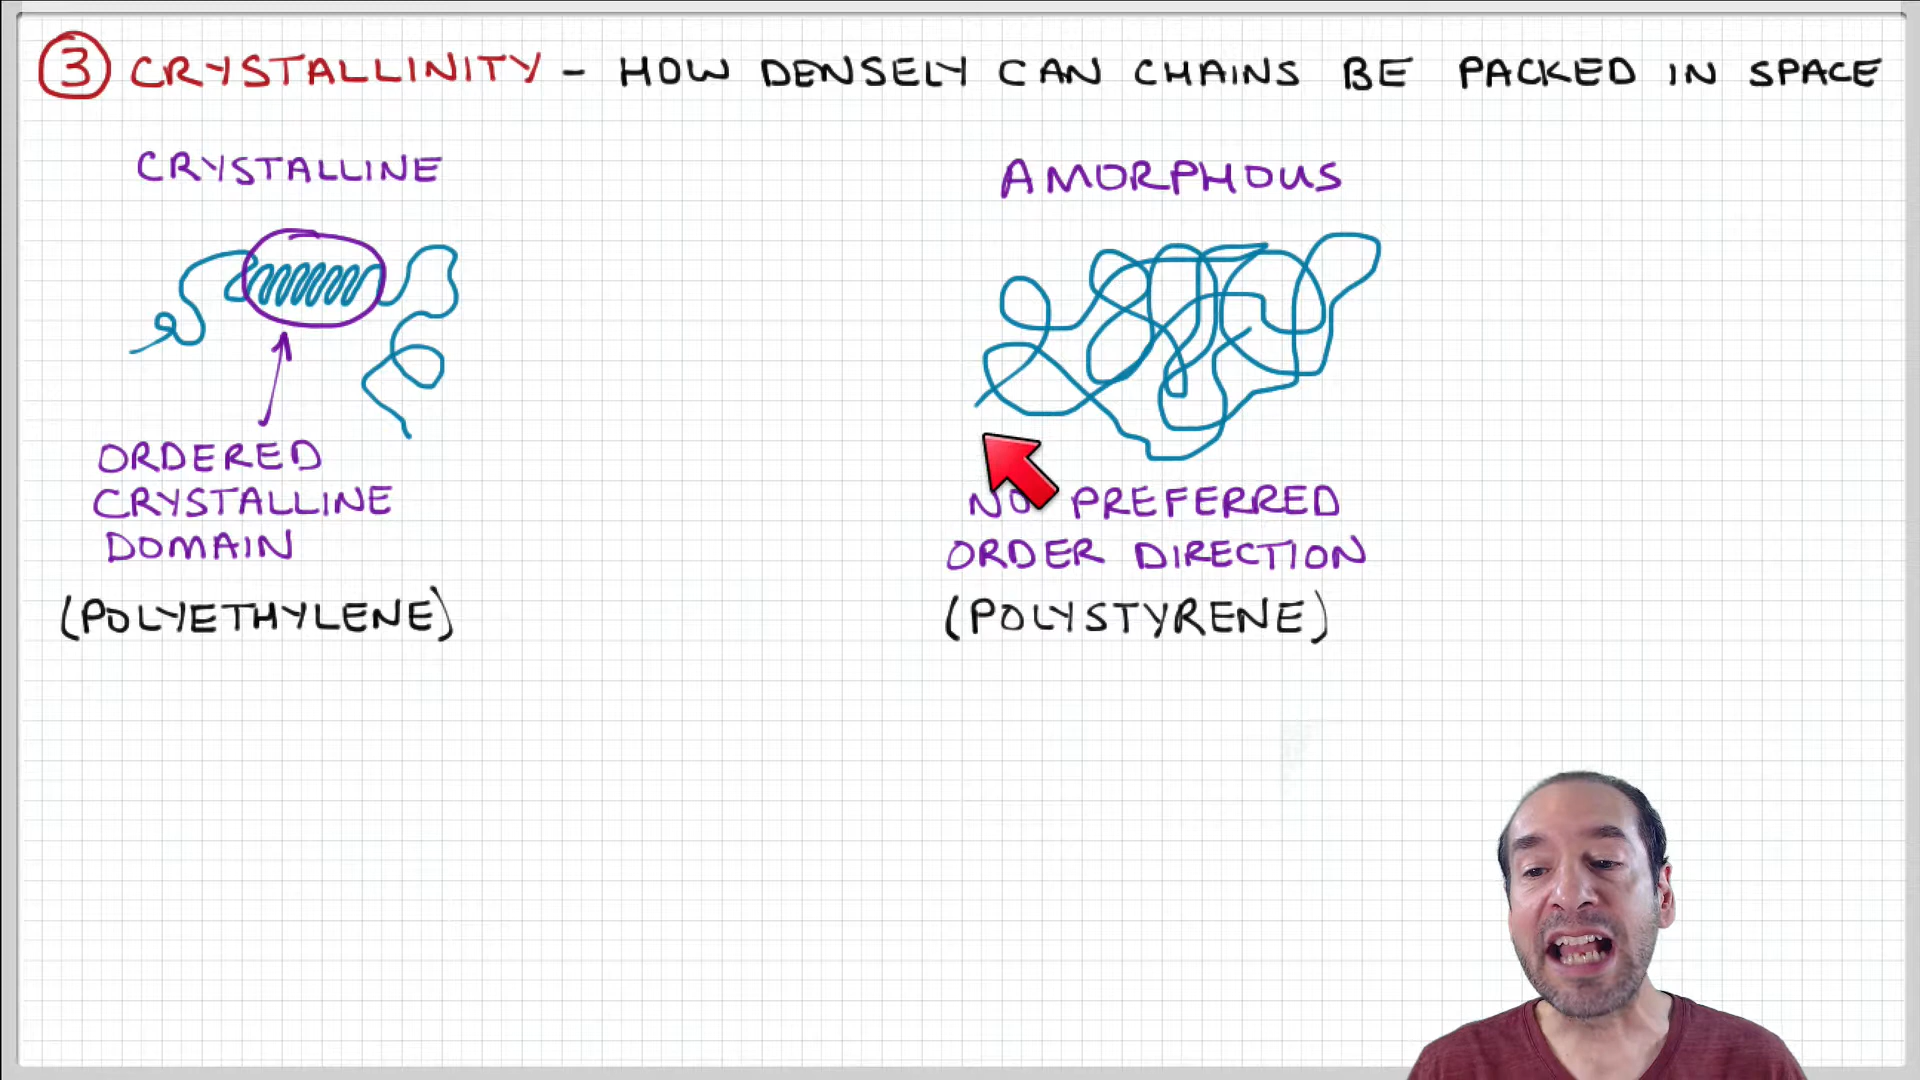 3 CRYSTALLINITY - HOW DENSELY CAN CHAINS BE PACKED IN SPACE
CRYSTALLINE
ORDERED
CRYSTALLINE
DOMAIN
(POLYETHYLENE)
AMORPHOUS
NO PREFERRED
ORDER DIRECTION
(POLYSTYRENE)